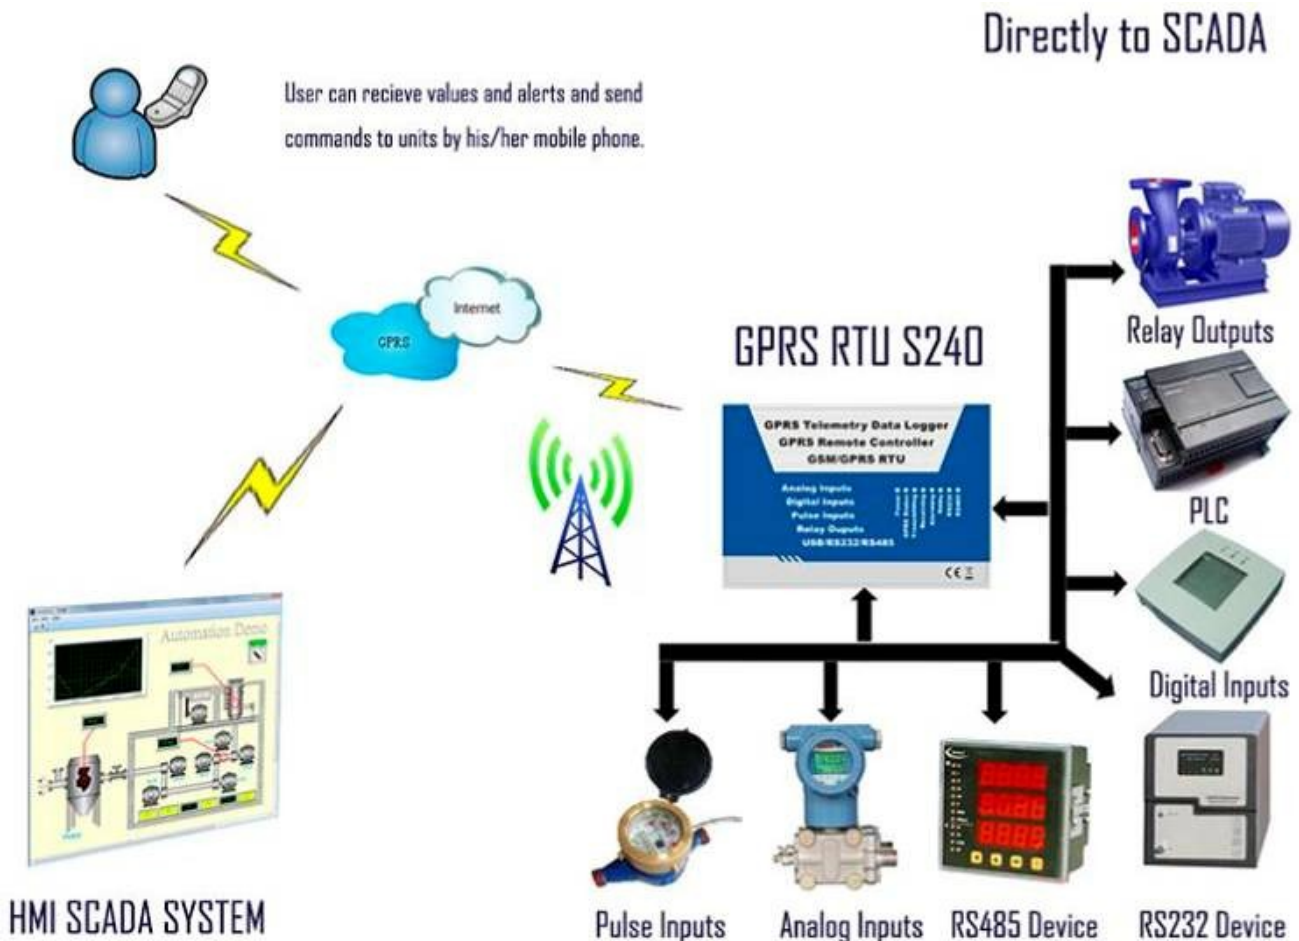 Directly to SCADA
User can recieve values and alerts and send
commands to units by his/her mobile phone.
Internet
GPRS
GPRS RTU S240
GPRS Telemetry Data Logger
GPRS Remote Controller
GSM/GPRS RTU
Analog Inputs
Digital Inputs
Pulse Inputs
Relay Ouputs
USB/RS232/RS485
CE
Relay Outputs
PLC
Digital Inputs
Automation Demo
HMI SCADA SYSTEM
Pulse Inputs
Analog Inputs
RS485 Device
RS232 Device